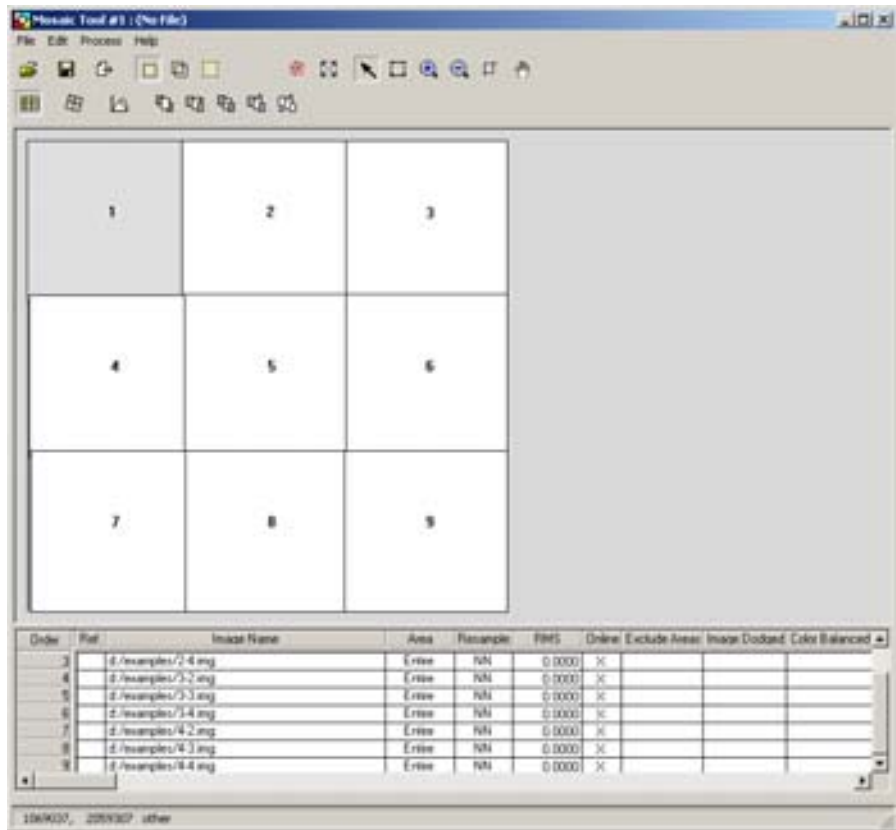 Mosaic Tool #1 : (No File)
File Edit Process Help
1 2 3
4 5 6
7 8 9
Order Ref Image Name Area Resample RMS Online Exclude Areas Image Dodged Color Balanced
3 d:/examples/2-4.img Entire NN 0.0000 X
4 d:/examples/3-2.img Entire NN 0.0000 X
5 d:/examples/3-3.img Entire NN 0.0000 X
6 d:/examples/3-4.img Entire NN 0.0000 X
7 d:/examples/4-2.img Entire NN 0.0000 X
8 d:/examples/4-3.img Entire NN 0.0000 X
9 d:/examples/4-4.img Entire NN 0.0000 X
other